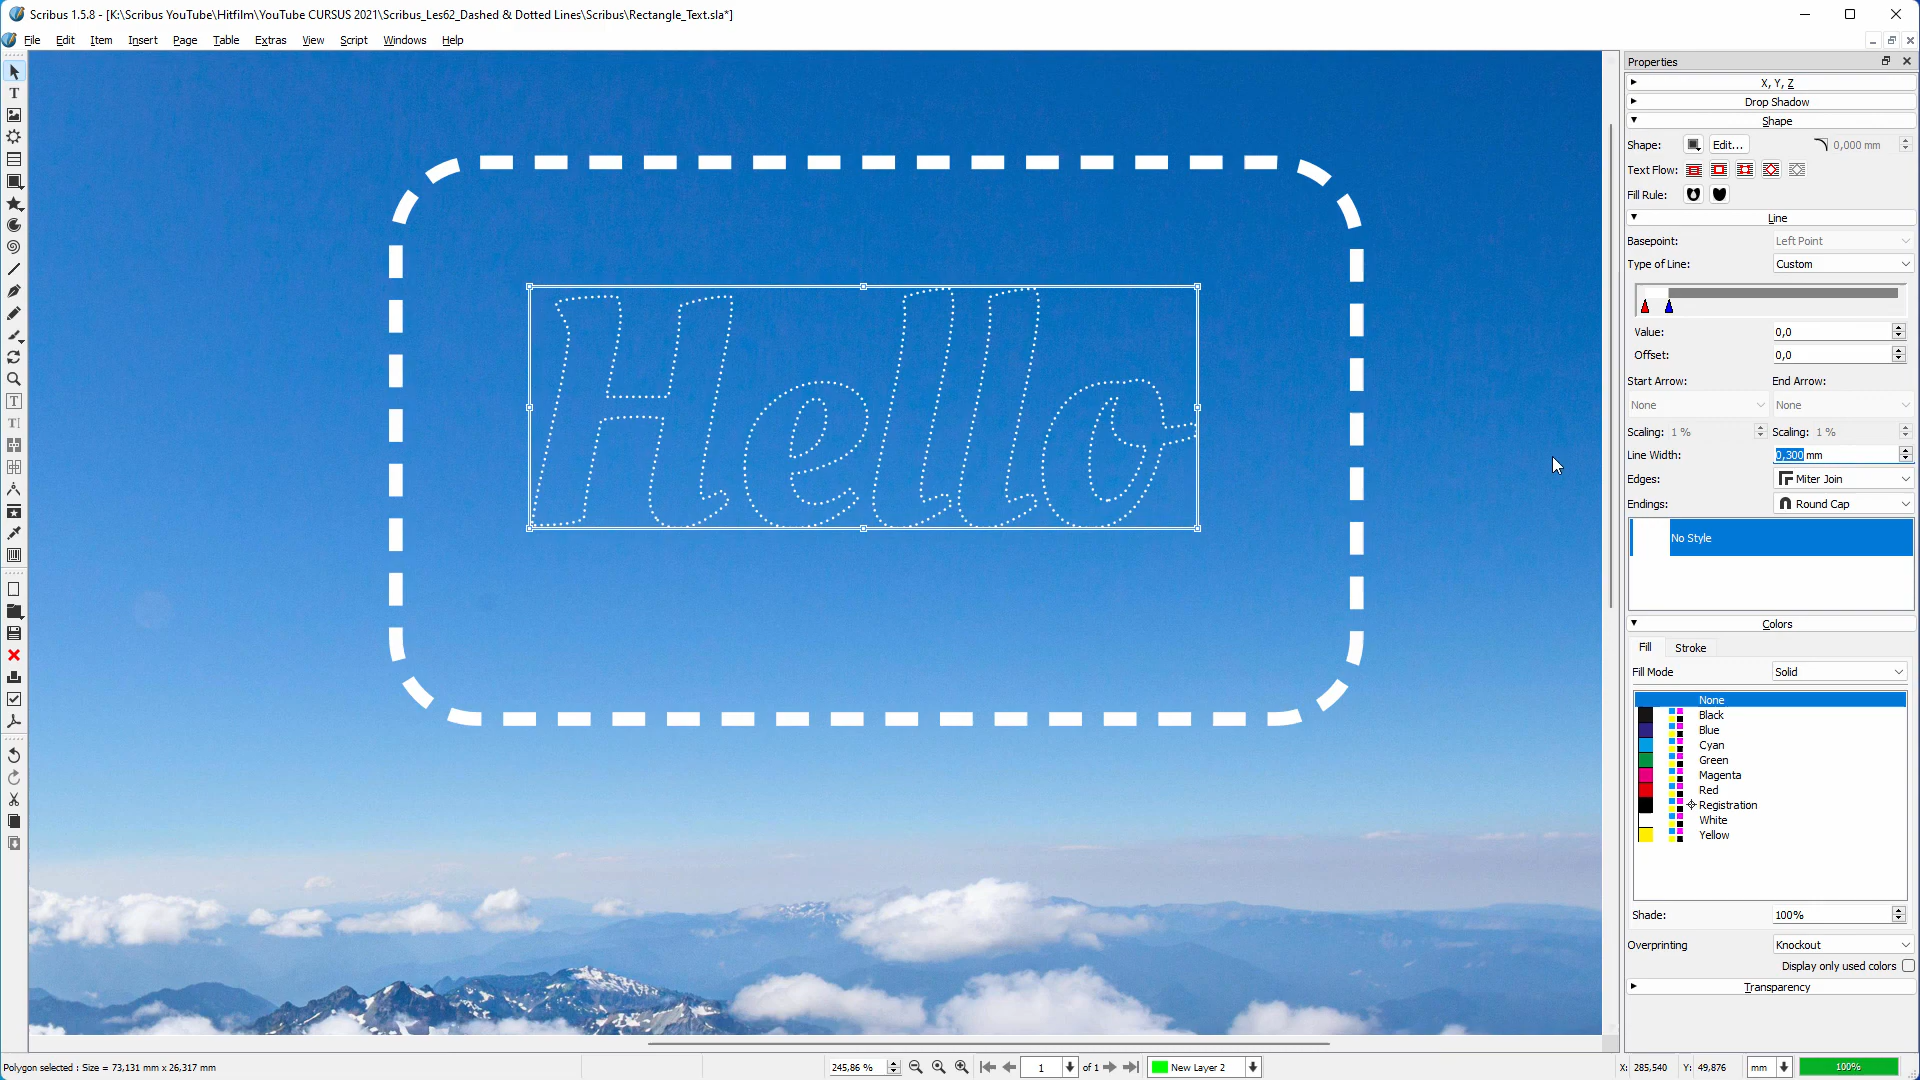 Scribus 1.5.8 - [K:\Scribus YouTube\Hitfilm\YouTube CURSUS 2021\Scribus_Les62_Dashed & Dotted Lines\Scribus\Rectangle_Text.sla*]
File Edit Item Insert Page Table Extras View Script Windows Help
Properties
X, Y, Z
Drop Shadow
Shape
Shape: Edit... 0,000 mm
Text Flow:
Fill Rule:
Line
Basepoint: Left Point
Type of Line: Custom
Value: 0,0
Offset: 0,0
Start Arrow: End Arrow:
None None
Scaling: 1 % Scaling: 1 %
Line Width: 0,300 mm
Edges: Miter Join
Endings: Round Cap
No Style
Colors
Fill Stroke
Fill Mode Solid
None
Black
Blue
Cyan
Green
Magenta
Red
Registration
White
Yellow
Shade: 100%
Overprinting Knockout
Display only used colors
Transparency
Hello
Polygon selected : Size = 73,131 mm x 26,317 mm
245,86 % 1 of 1 New Layer 2 X: 285,540 Y: 49,876 mm 100%